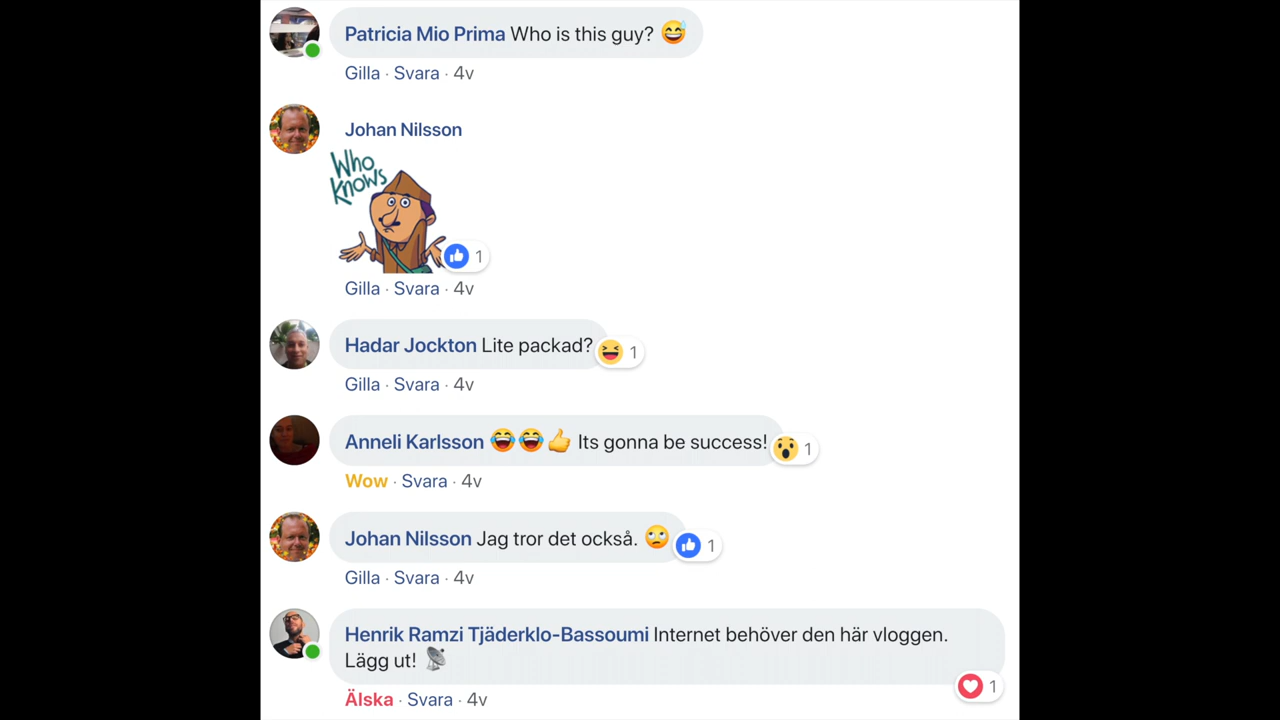 Patricia Mio Prima Who is this guy? 😅
Gilla · Svara · 4v
Johan Nilsson
WHO
KNOWS
1
Gilla · Svara · 4v
Hadar Jockton Lite packad?
1
Gilla · Svara · 4v
Anneli Karlsson 😂😂👍 Its gonna be success!
1
Wow · Svara · 4v
Johan Nilsson Jag tror det också. 🙄
1
Gilla · Svara · 4v
Henrik Ramzi Tjäderklo-Bassoumi Internet behöver den här vloggen.
Lägg ut! 📡
1
Älska · Svara · 4v